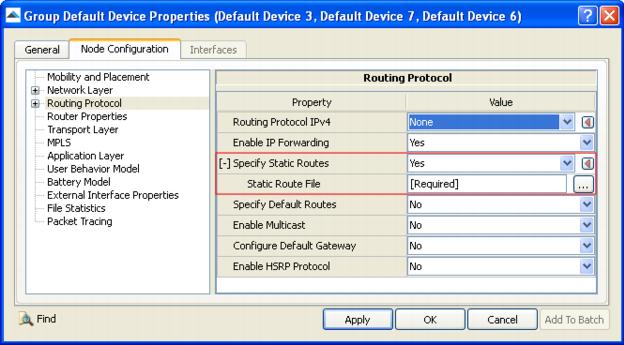 Group Default Device Properties (Default Device 3, Default Device 7, Default Device 6)
General
Node Configuration
Interfaces
Mobility and Placement
Network Layer
Routing Protocol
Router Properties
Transport Layer
MPLS
Application Layer
User Behavior Model
Battery Model
External Interface Properties
File Statistics
Packet Tracing
Routing Protocol
Property Value
Routing Protocol IPv4 None
Enable IP Forwarding Yes
[-] Specify Static Routes Yes
Static Route File [Required] ...
Specify Default Routes No
Enable Multicast No
Configure Default Gateway No
Enable HSRP Protocol No
Find
Apply
OK
Cancel
Add To Batch